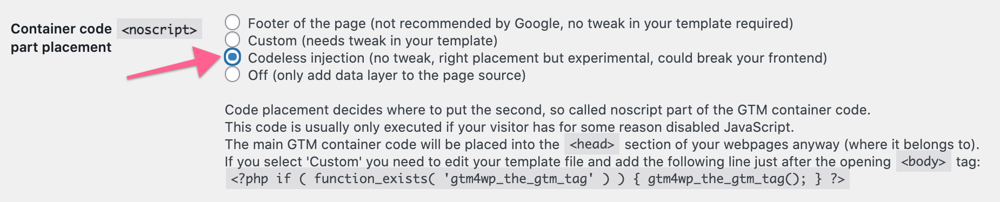 Container code <noscript>
part placement
Footer of the page (not recommended by Google, no tweak in your template required)
Custom (needs tweak in your template)
Codeless injection (no tweak, right placement but experimental, could break your frontend)
Off (only add data layer to the page source)
Code placement decides where to put the second, so called noscript part of the GTM container code.
This code is usually only executed if your visitor has for some reason disabled JavaScript.
The main GTM container code will be placed into the <head> section of your webpages anyway (where it belongs to).
If you select 'Custom' you need to edit your template file and add the following line just after the opening <body> tag:
<?php if ( function_exists( 'gtm4wp_the_gtm_tag' ) ) { gtm4wp_the_gtm_tag(); } ?>